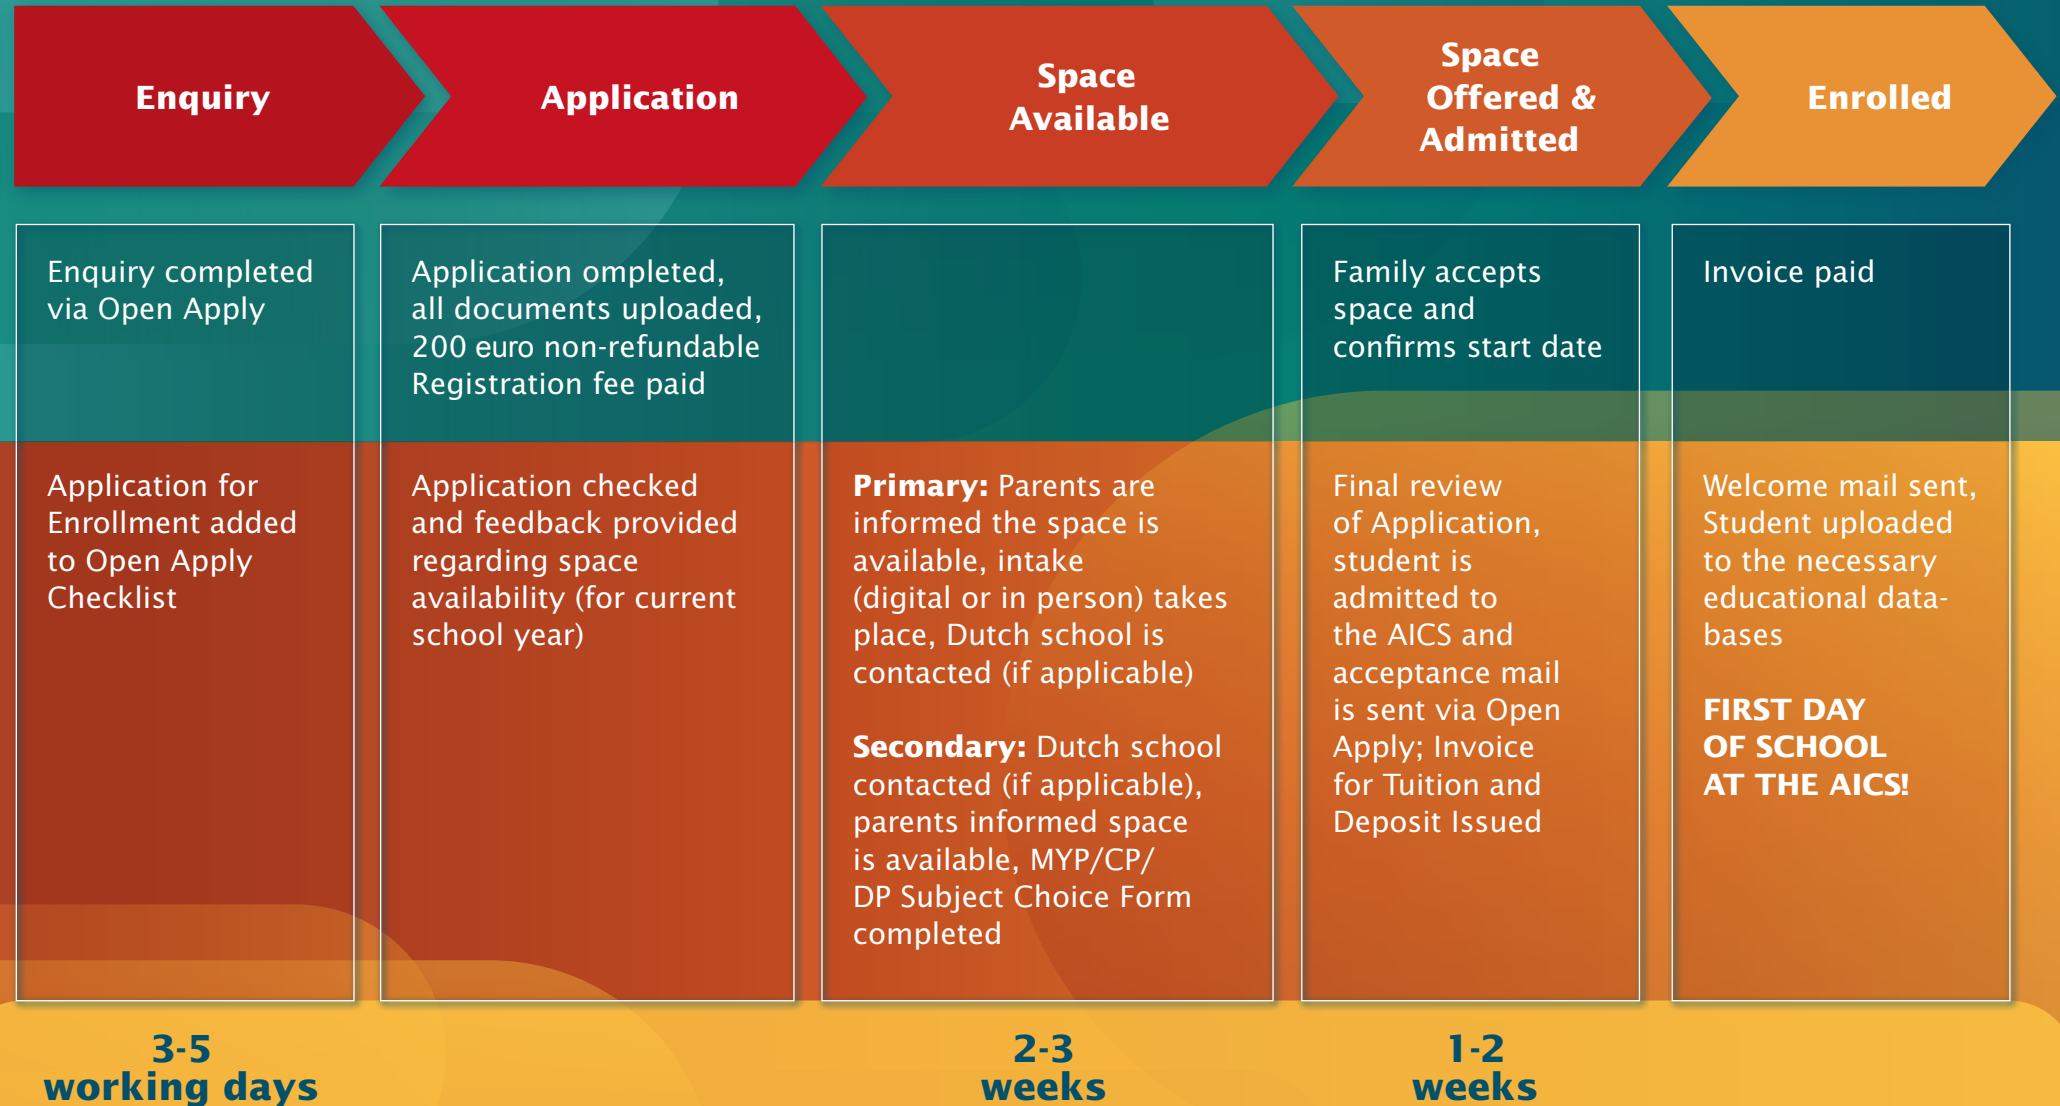 Enquiry
Application
Space
Available
Space
Offered &
Admitted
Enrolled
Enquiry completed
via Open Apply
Application ompleted,
all documents uploaded,
200 euro non-refundable
Registration fee paid
Family accepts
space and
confirms start date
Invoice paid
Application for
Enrollment added
to Open Apply
Checklist
Application checked
and feedback provided
regarding space
availability (for current
school year)
Primary: Parents are
informed the space is
available, intake
(digital or in person) takes
place, Dutch school is
contacted (if applicable)
Secondary: Dutch school
contacted (if applicable),
parents informed space
is available, MYP/CP/
DP Subject Choice Form
completed
Final review
of Application,
student is
admitted to
the AICS and
acceptance mail
is sent via Open
Apply; Invoice
for Tuition and
Deposit Issued
Welcome mail sent,
Student uploaded
to the necessary
educational data-
bases
FIRST DAY
OF SCHOOL
AT THE AICS!
3-5
working days
2-3
weeks
1-2
weeks